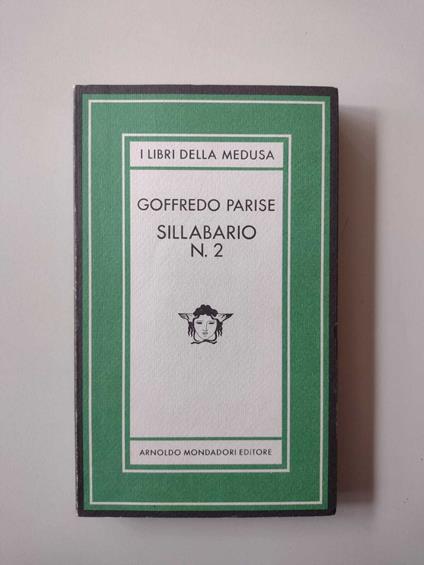 I LIBRI DELLA MEDUSA
GOFFREDO PARISE
SILLABARIO
N. 2
ARNOLDO MONDADORI EDITORE